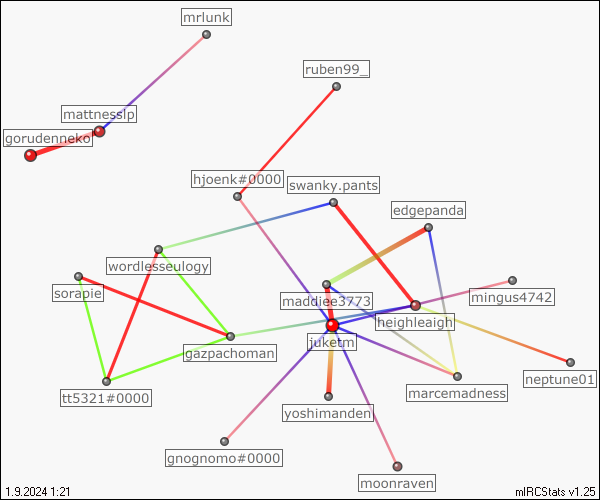 mrlunk
ruben99_
mattnesslp
gorudenneko
hjoenk#0000
swanky.pants
edgepanda
wordlesseulogy
sorapie
maddiee3773
mingus4742
heighleaigh
juketm
gazpachoman
neptune01
tt5321#0000
marcemadness
yoshimanden
gnognomo#0000
moonraven
1.9.2024 1:21
mIRCStats v1.25